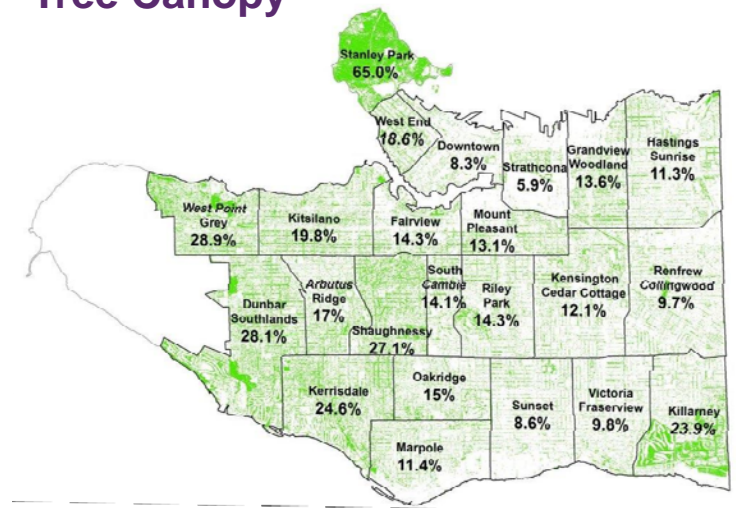 Tree Canopy
Stanley Park
65.0%
West End
18.6%
Downtown
8.3%
Strathcona
5.9%
Grandview
Woodland
13.6%
Hastings
Sunrise
11.3%
West Point
Grey
28.9%
Kitsilano
19.8%
Fairview
14.3%
Mount
Pleasant
13.1%
Dunbar
Southlands
28.1%
Arbutus
Ridge
17%
Shaughnessy
27.1%
South
Cambie
14.1%
Riley
Park
14.3%
Kensington
Cedar Cottage
12.1%
Renfrew
Collingwood
9.7%
Kerrisdale
24.6%
Oakridge
15%
Marpole
11.4%
Sunset
8.6%
Victoria
Fraserview
9.8%
Killarney
23.9%